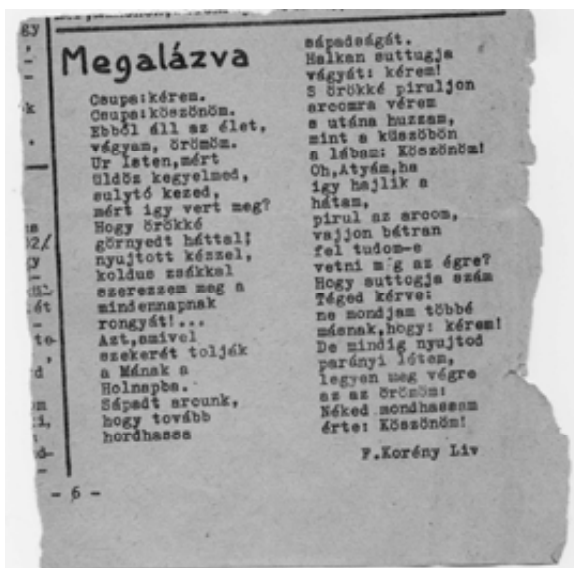 Megalázva
Csupa:kérem.
Csupa:köszönöm.
Ebből áll az élet,
vágyam, örömöm.
Ur Isten,mért
üldöz kegyelmed,
sulytó kezed,
mért igy vert meg?
Hogy örökké
görnyedt háttal;
nyujtott kézzel,
koldus zsákkal
szerezzem meg a
mindennapnak
rongyát!...
Azt,amivel
szekerét tolják
a Mának a
Holnapba.
Sápadt arcunk,
hogy tovább
hordhassa
sápadságát.
Halkan suttogja
vágyát: kérem!
S örökké piruljon
arcomra vérem
s utána huzzam,
mint a küszöbön
a lábam: Köszönöm!
Oh,Atyám,ha
igy hajlik a
hátam,
pirul az arcom,
vajjon bátran
fel tudom-e
vetni még az égre?
Hogy suttogja szám
Téged kérve:
ne mondjam többé
másnak,hogy: kérem!
De mindig nyujtod
parányi létem,
legyen meg végre
az az örömöm:
Néked mondhassam
érte: Köszönöm!
F.Korény Liv
- 6 -